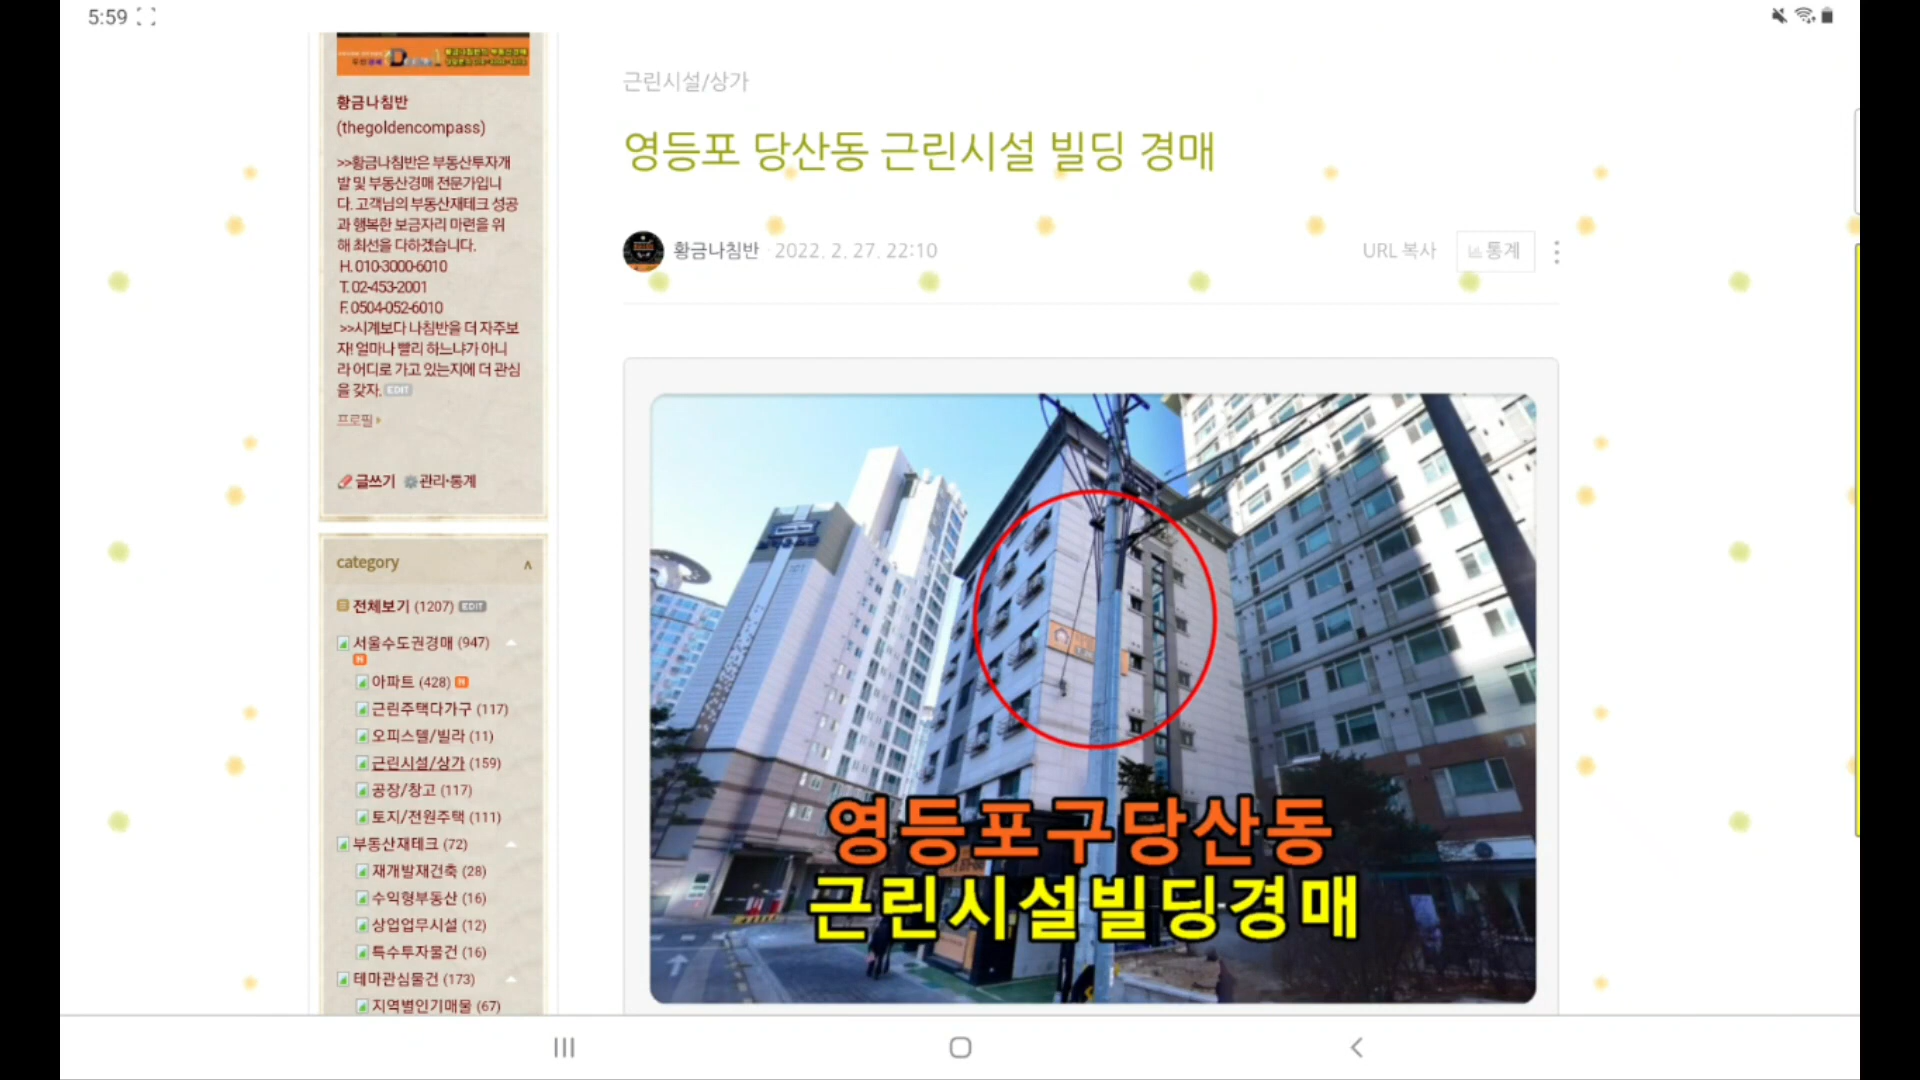 5:59
황금나침반
(thegoldencompass)
>>황금나침반은 부동산투자개
발 및 부동산경매 전문가입니
다. 고객님의 부동산재테크 성공
과 행복한 보금자리 마련을 위
해 최선을 다하겠습니다.
H. 010-3000-6010
T. 02-453-2001
F. 0504-052-6010
>>시계보다 나침반을 더 자주보
자! 얼마나 빨리 하느냐가 아니
라 어디로 가고 있는지에 더 관심
을 갖자. EDIT
프로필
글쓰기 관리·통계
category
전체보기 (1207) EDIT
서울수도권경매 (947)
N
아파트 (428) N
근린주택다가구 (117)
오피스텔/빌라 (11)
근린시설/상가 (159)
공장/창고 (117)
토지/전원주택 (111)
부동산재테크 (72)
재개발재건축 (28)
수익형부동산 (16)
상업업무시설 (12)
특수투자물건 (16)
테마관심물건 (173)
지역별인기매물 (67)
근린시설/상가
영등포 당산동 근린시설 빌딩 경매
황금나침반 · 2022. 2. 27. 22:10
URL 복사 통계
영등포구당산동
근린시설빌딩경매